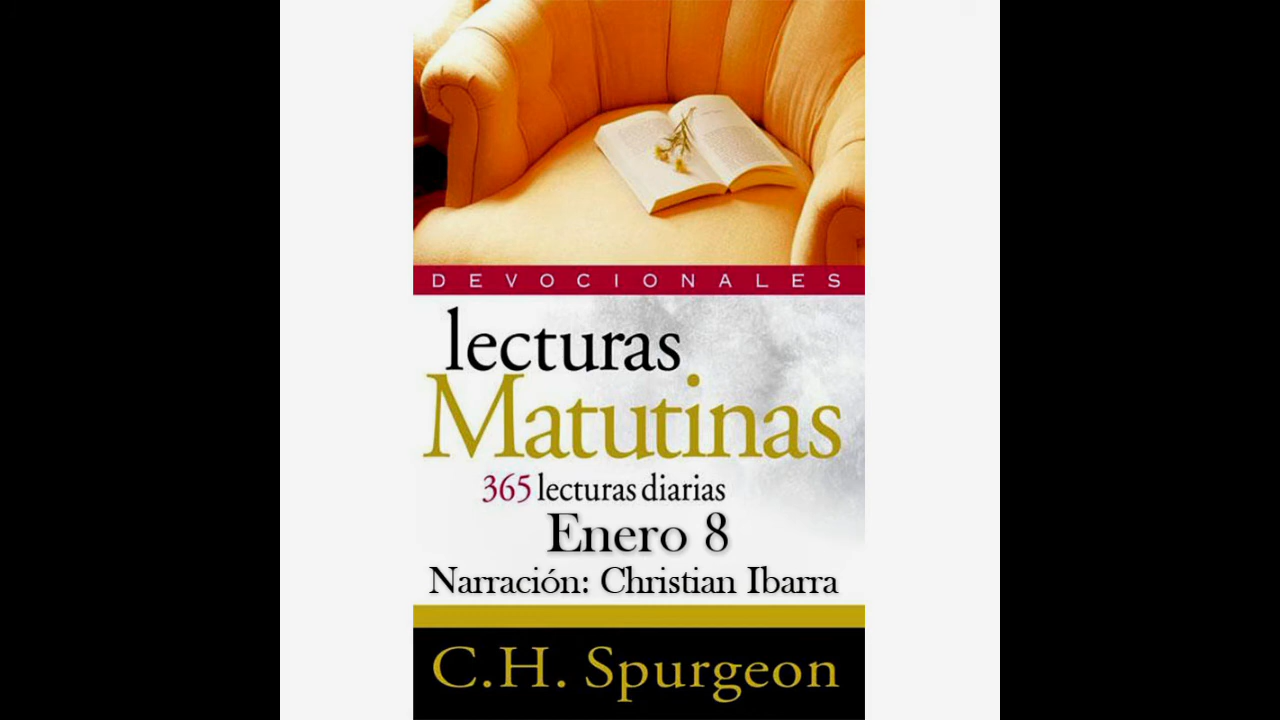 DEVOCIONALES
lecturas
Matutinas
365 lecturas diarias
Enero 8
Narración: Christian Ibarra
C.H. Spurgeon